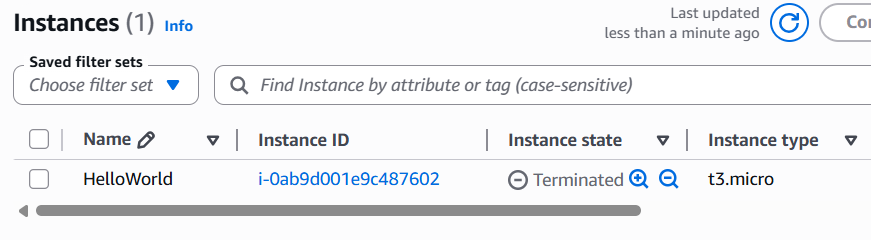 Instances (1) Info
Last updated
less than a minute ago
Co
Saved filter sets
Choose filter set
Find Instance by attribute or tag (case-sensitive)
Name Instance ID Instance state Instance type
HelloWorld i-0ab9d001e9c487602 Terminated t3.micro